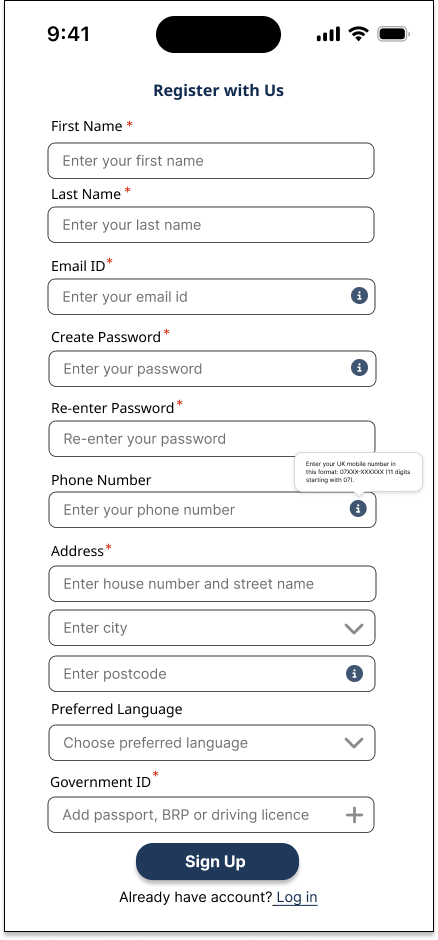 9:41
Register with Us
First Name *
Enter your first name
Last Name *
Enter your last name
Email ID*
Enter your email id
Create Password*
Enter your password
Re-enter Password*
Re-enter your password
Enter your UK mobile number in
this format: 07XXX-XXXXXX (11 digits
starting with 07).
Phone Number
Enter your phone number
Address*
Enter house number and street name
Enter city
Enter postcode
Preferred Language
Choose preferred language
Government ID*
Add passport, BRP or driving licence
Sign Up
Already have account? Log in